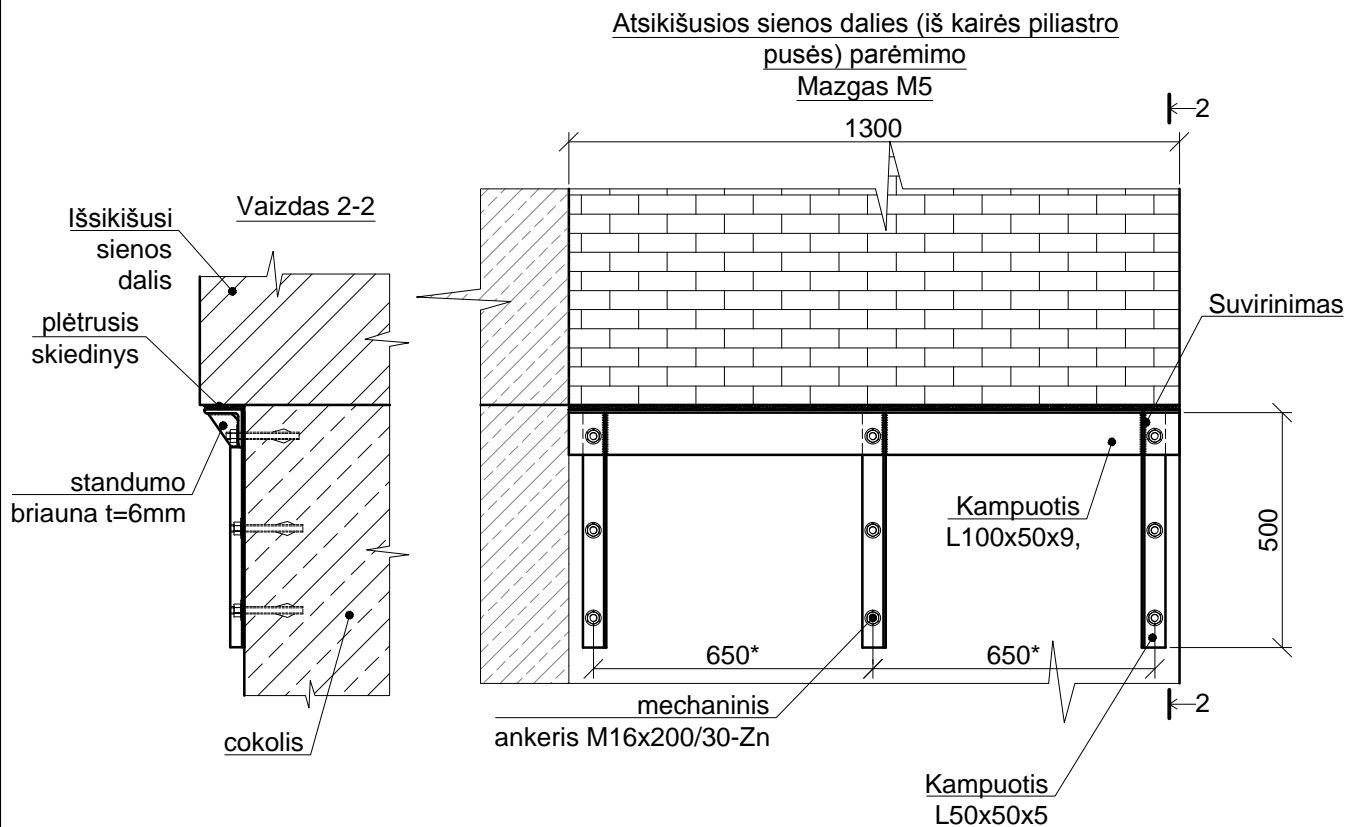 Atsikišusios sienos dalies (iš kairės piliastro
pusės) parėmimo
Mazgas M5
2
1300
Vaizdas 2-2
Išsikišusi
sienos
dalis
plėtrusis
skiedinys
Suvirinimas
standumo
briauna t=6mm
Kampuotis
L100x50x9,
500
650*
650*
mechaninis
ankeris M16x200/30-Zn
2
cokolis
Kampuotis
L50x50x5